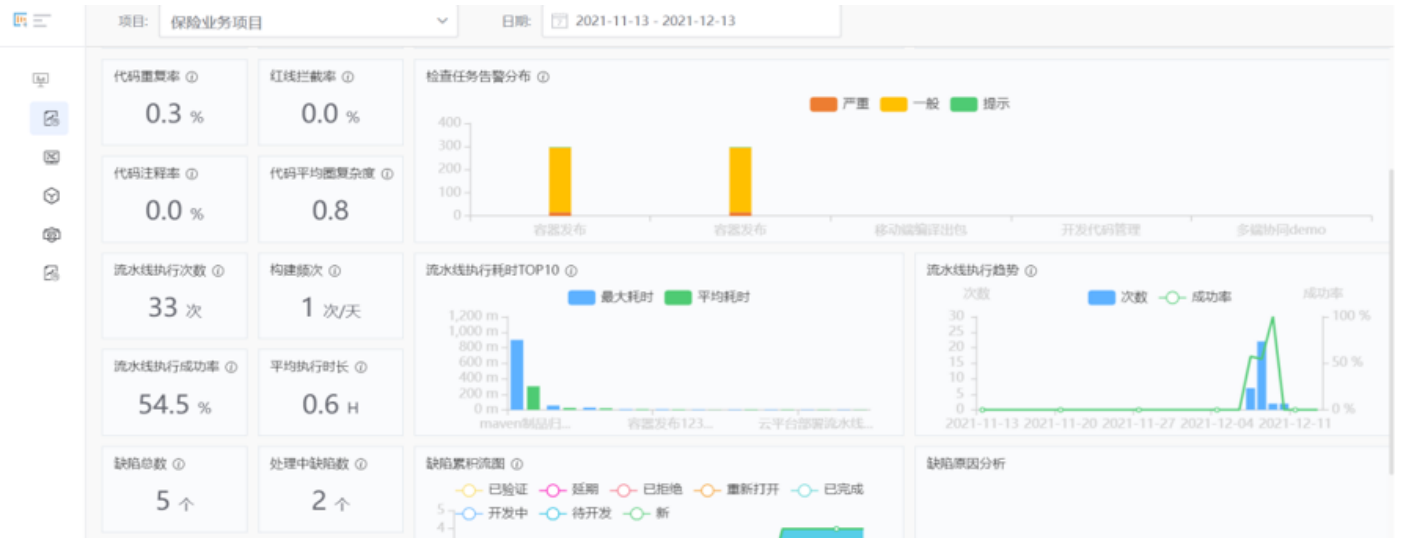 项目: 保险业务项目 日期: 2021-11-13 - 2021-12-13
代码重复率 红线拦截率 检查任务告警分布
严重 一般 提示
0.3 % 0.0 %
400
300
200
100
0
代码注释率 代码平均圈复杂度
0.0 % 0.8
容器发布 容器发布 移动端编译出包 开发代码管理 多端协同demo
流水线执行次数 构建频次 流水线执行耗时TOP10 流水线执行趋势
最大耗时 平均耗时 次数 次数 成功率 成功率
33 次 1 次/天
1,200 m
1,000 m
800 m
600 m
400 m
200 m
0 m
30
25
20
15
10
5
0
100 %
50 %
0 %
流水线执行成功率 平均执行时长
54.5 % 0.6 H
maven制品归... 容器发布123... 云平台部署流水线...
2021-11-13 2021-11-20 2021-11-27 2021-12-04 2021-12-11
缺陷总数 处理中缺陷数 缺陷累积流图 缺陷原因分析
已验证 延期 已拒绝 重新打开 已完成
5 个 2 个
开发中 待开发 新
5
4